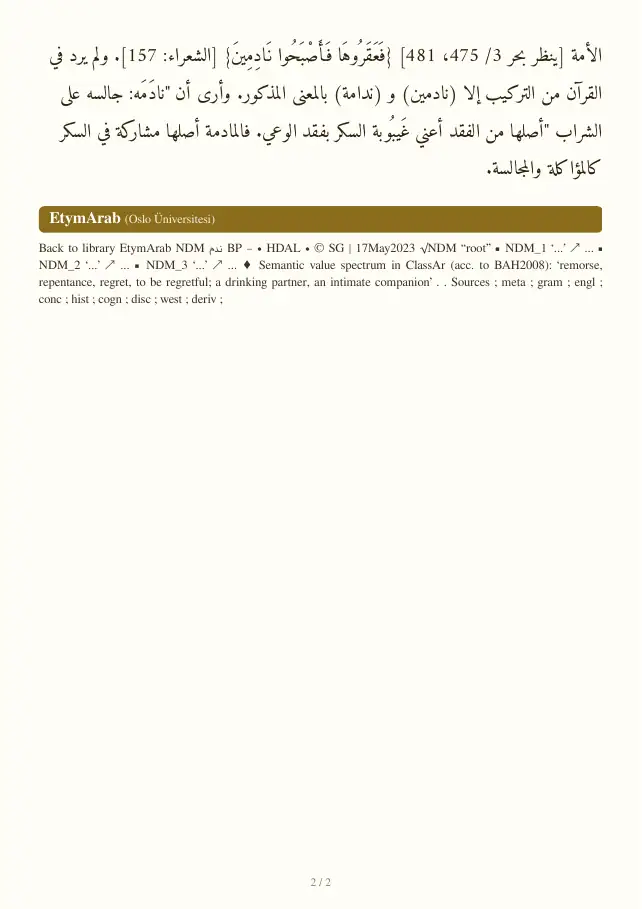 الأمة [ينظر بحر 3/ 475، 481] {فَعَقَرُوهَا فَأَصْبَحُوا نَادِمِينَ} [الشعراء: 157]. ولم يرد في
القرآن من التركيب إلا (نادمين) و (ندامة) بالمعنى المذكور. وأرى أن "نادَمَه: جالسه على
الشراب "أصلها من الفقد أعني غَيبُوبة السكر بفقد الوعي. فالمادمة أصلها مشاركة في السكر
كالمؤاكلة والمجالسة.
EtymArab (Oslo Üniversitesi)
Back to library EtymArab NDM ندم BP – • HDAL • © SG | 17May2023 √NDM “root” ▪ NDM_1 ‘...’ ↗ ... ▪
NDM_2 ‘...’ ↗ ... ▪ NDM_3 ‘...’ ↗ ... ♦ Semantic value spectrum in ClassAr (acc. to BAH2008): ‘remorse,
repentance, regret, to be regretful; a drinking partner, an intimate companion’ . . Sources ; meta ; gram ; engl ;
conc ; hist ; cogn ; disc ; west ; deriv ;
2 / 2